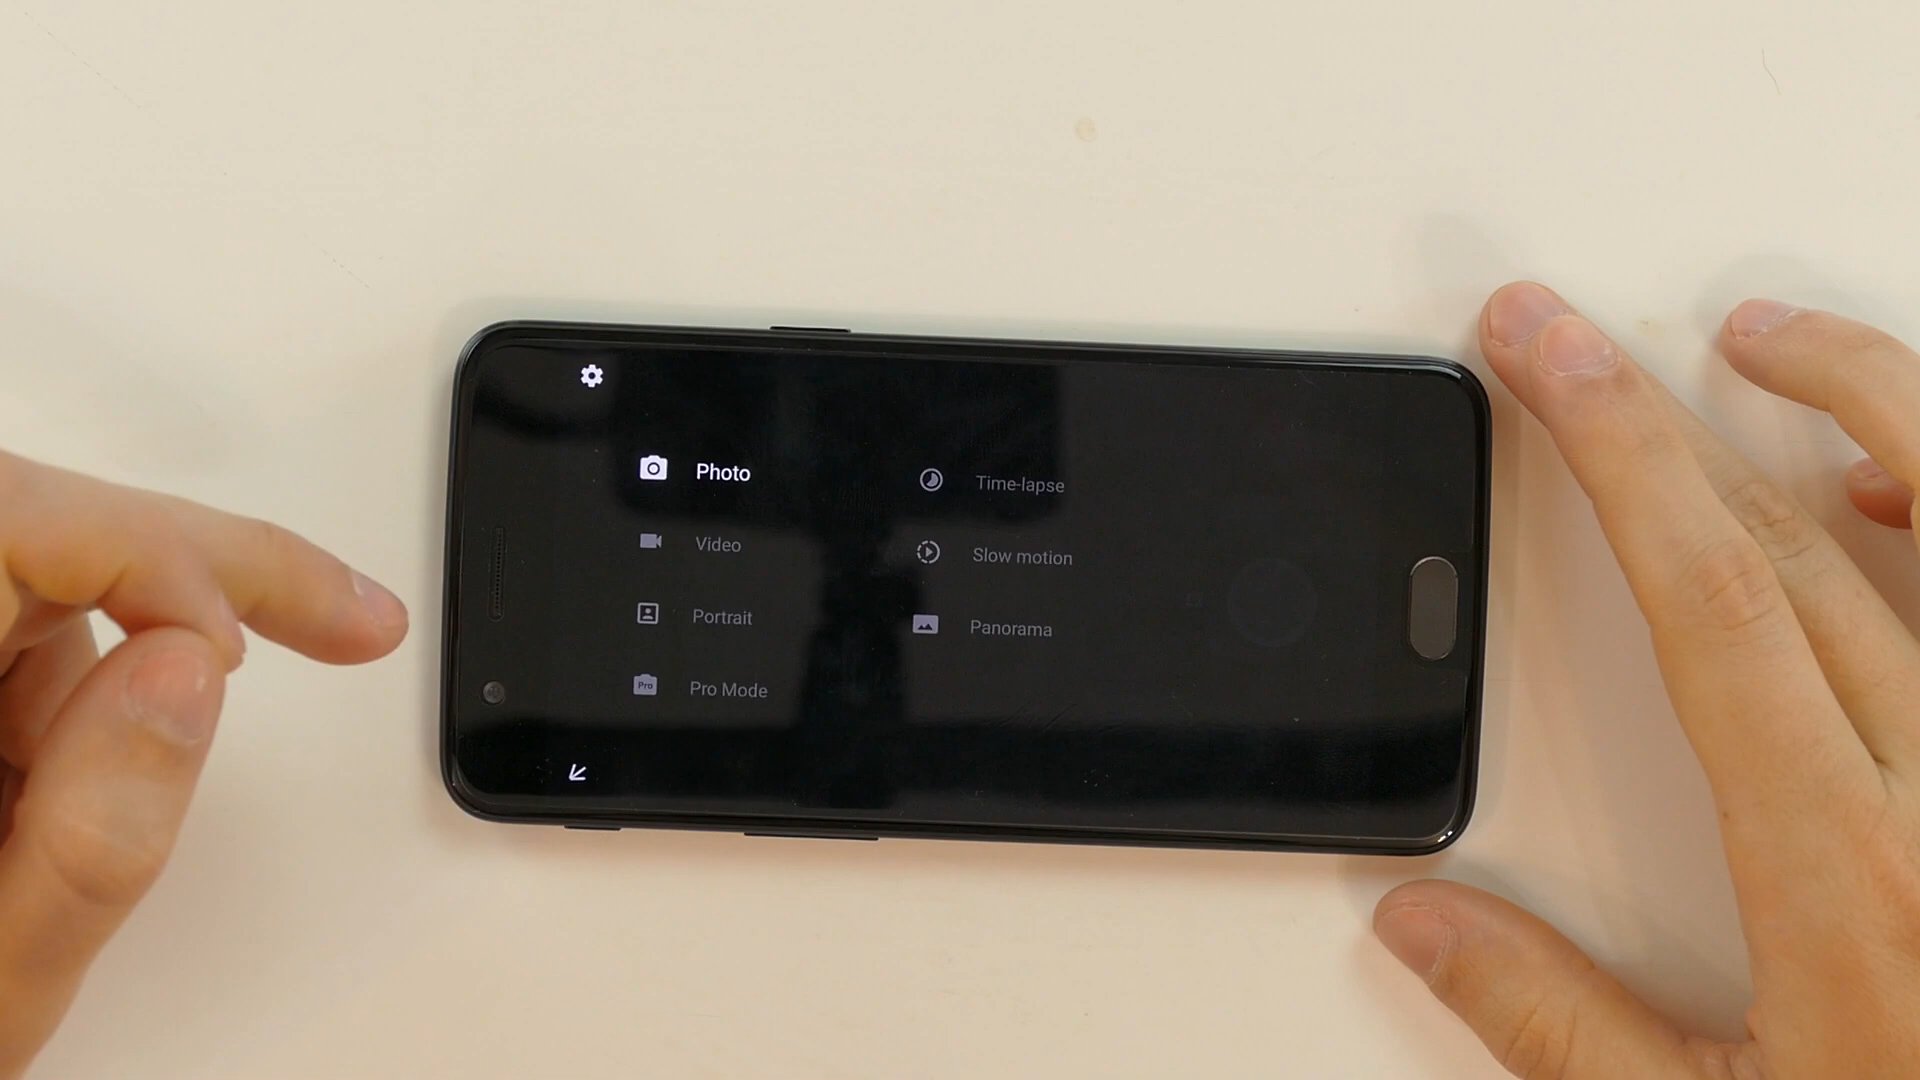 Photo
Video
Portrait
Pro
Pro Mode
Time-lapse
Slow motion
Panorama